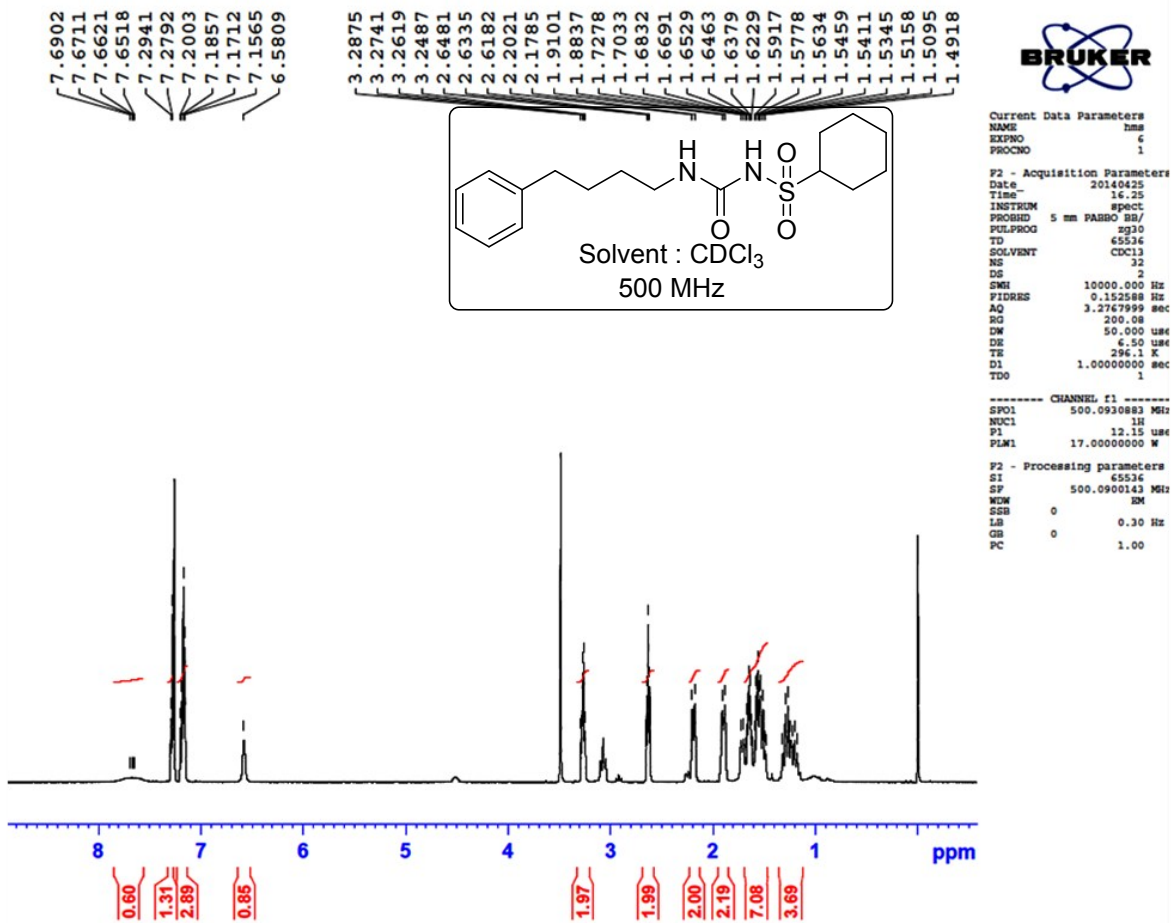 7.6902
7.6711
7.6621
7.6518
7.2941
7.2792
7.2003
7.1857
7.1712
7.1565
6.5809
3.2875
3.2741
3.2619
3.2487
2.6481
2.6335
2.6182
2.2021
2.1785
1.9101
1.8837
1.7278
1.7033
1.6832
1.6691
1.6529
1.6463
1.6379
1.6229
1.5917
1.5778
1.5634
1.5459
1.5411
1.5345
1.5158
1.5095
1.4918
BRUKER
H
N
O
H
N
O
S
O
Solvent : CDCl3
500 MHz
Current Data Parameters
NAME hms
EXPNO 6
PROCNO 1
F2 - Acquisition Parameters
Date_ 20140425
Time 16.25
INSTRUM spect
PROBHD 5 mm PABBO BB/
PULPROG zg30
TD 65536
SOLVENT CDCl3
NS 32
DS 2
SWH 10000.000 Hz
FIDRES 0.152588 Hz
AQ 3.2767999 sec
RG 200.08
DW 50.000 use
DE 6.50 use
TE 296.1 K
D1 1.00000000 sec
TD0 1
======== CHANNEL f1 =======
SFO1 500.0930883 MHz
NUC1 1H
P1 12.15 use
PLW1 17.00000000 W
F2 - Processing parameters
SI 65536
SF 500.0900143 MHz
WDW EM
SSB 0
LB 0.30 Hz
GB 0
PC 1.00
8 7 6 5 4 3 2 1 ppm
0.60
1.31
2.89
0.85
1.97
1.99
2.00
2.19
7.08
3.69